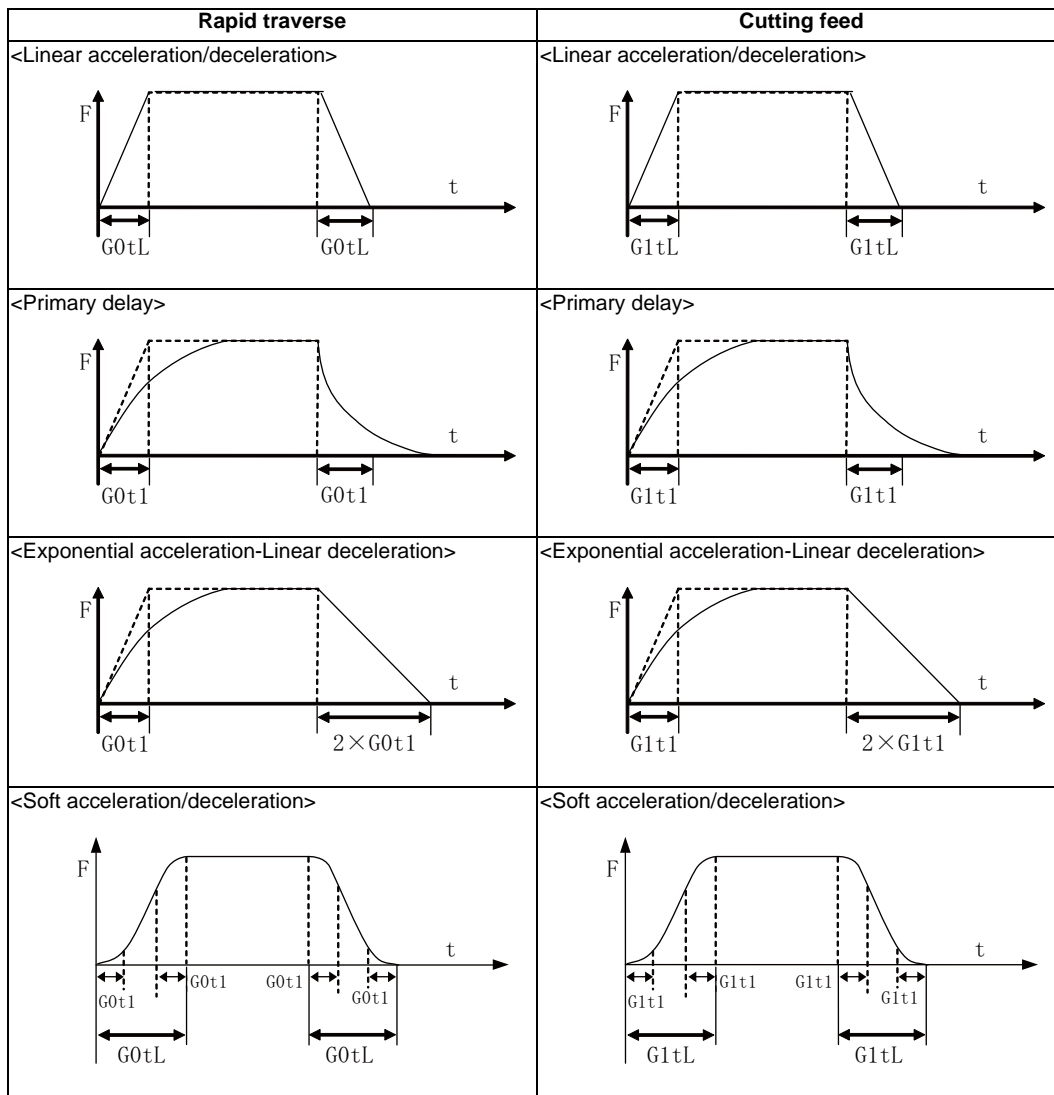 Rapid traverse
Cutting feed
<Linear acceleration/deceleration>
F
t
G0tL
G0tL
<Linear acceleration/deceleration>
F
t
G1tL
G1tL
<Primary delay>
F
t
G0t1
G0t1
<Primary delay>
F
t
G1t1
G1t1
<Exponential acceleration-Linear deceleration>
F
t
G0t1
2×G0t1
<Exponential acceleration-Linear deceleration>
F
t
G1t1
2×G1t1
<Soft acceleration/deceleration>
F
t
G0t1
G0t1
G0t1
G0t1
G0tL
G0tL
<Soft acceleration/deceleration>
F
t
G1t1
G1t1
G1t1
G1t1
G1tL
G1tL